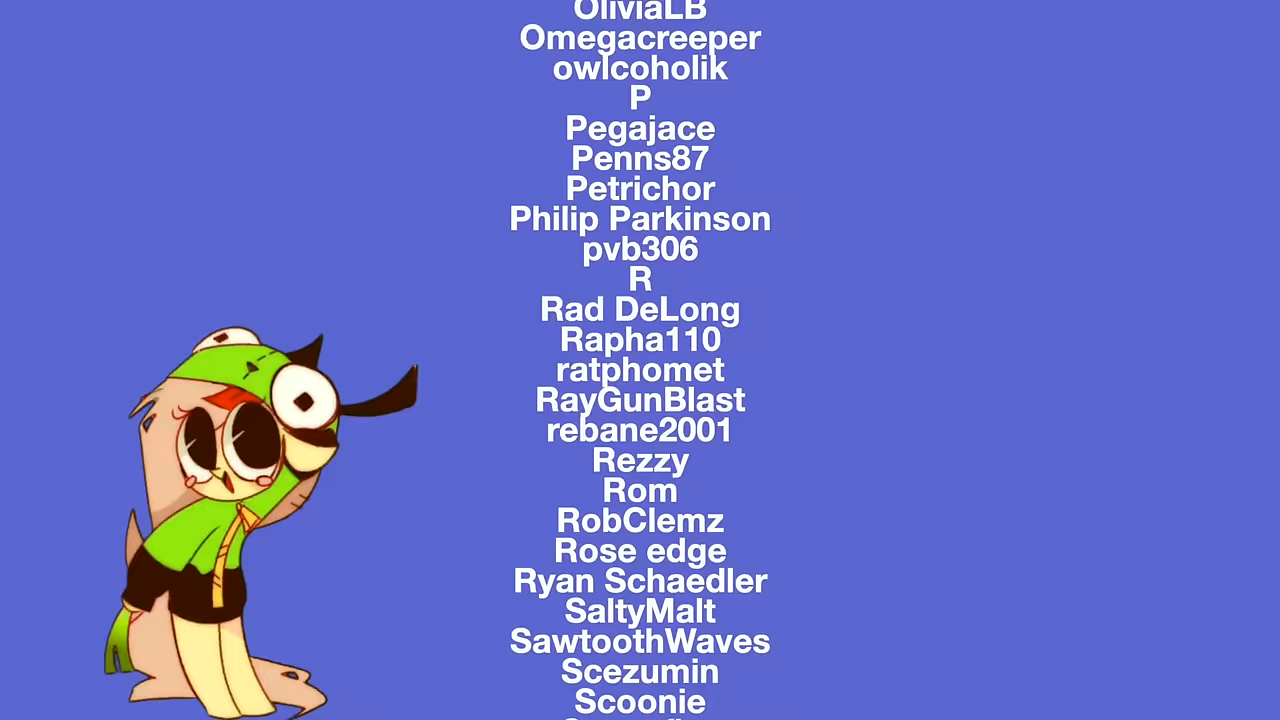 OliviaLB
Omegacreeper
owlcoholik
P
Pegajace
Penns87
Petrichor
Philip Parkinson
pvb306
R
Rad DeLong
Rapha110
ratphomet
RayGunBlast
rebane2001
Rezzy
Rom
RobClemz
Rose edge
Ryan Schaedler
SaltyMalt
SawtoothWaves
Scezumin
Scoonie